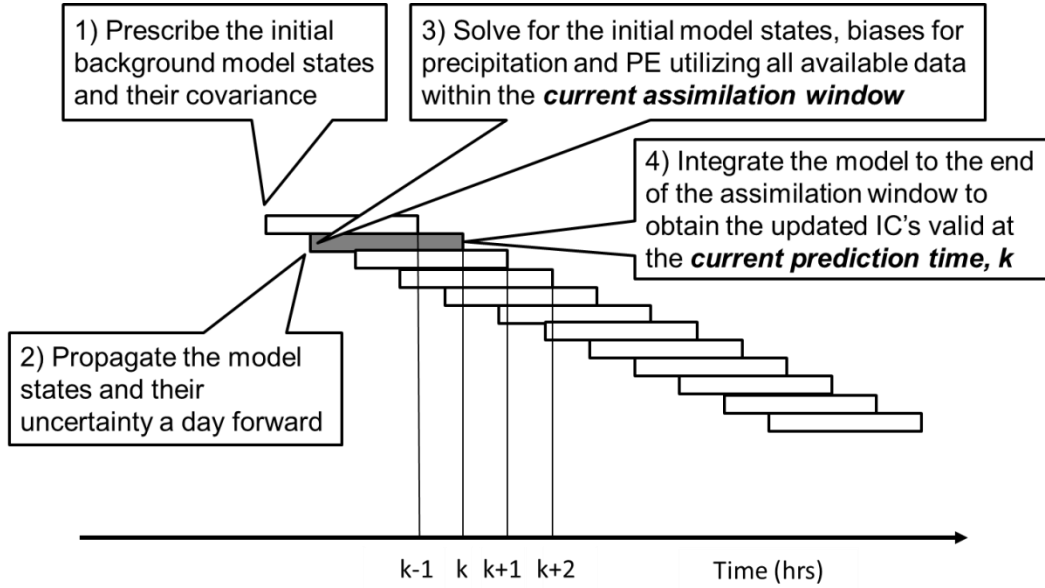 1) Prescribe the initial
background model states
and their covariance
3) Solve for the initial model states, biases for
precipitation and PE utilizing all available data
within the current assimilation window
4) Integrate the model to the end
of the assimilation window to
obtain the updated IC’s valid at
the current prediction time, k
2) Propagate the model
states and their
uncertainty a day forward
k-1 k k+1 k+2 Time (hrs)